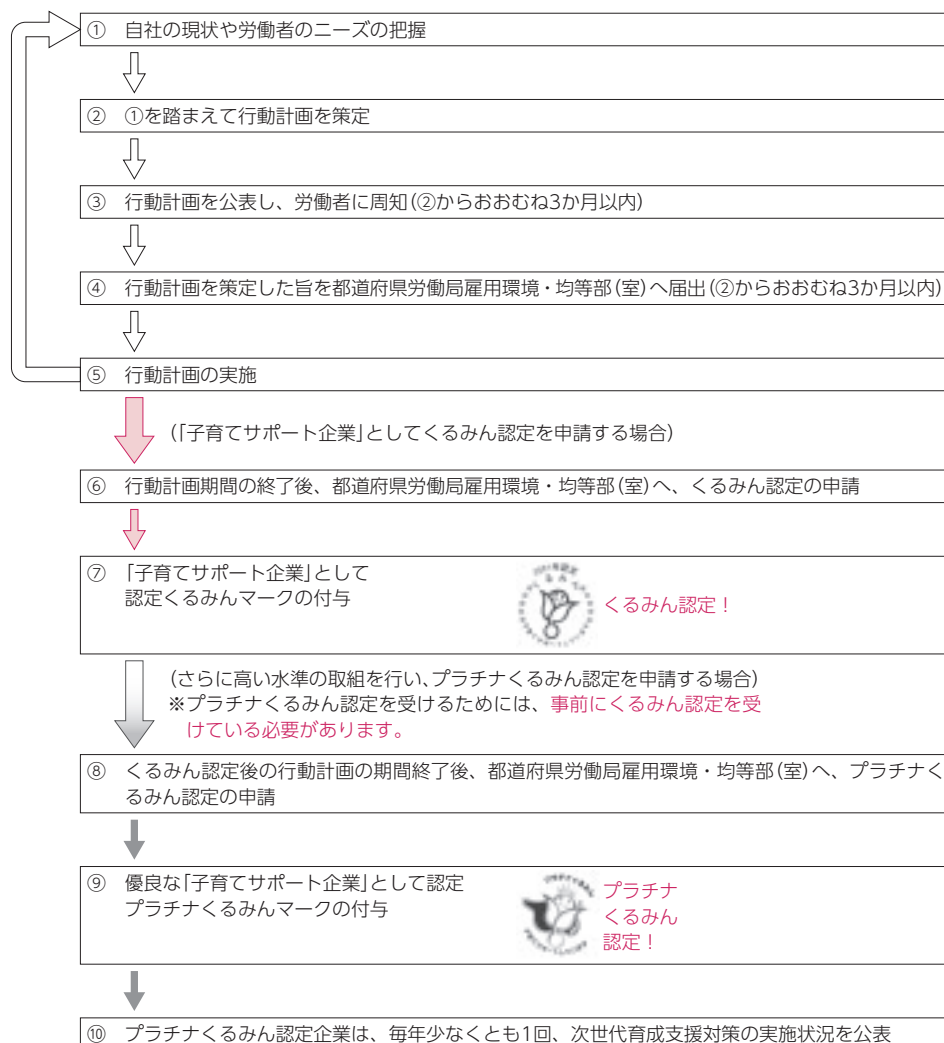 ① 自社の現状や労働者のニーズの把握
② ①を踏まえて行動計画を策定
③ 行動計画を公表し、労働者に周知(②からおおむね3か月以内)
④ 行動計画を策定した旨を都道府県労働局雇用環境・均等部(室)へ届出(②からおおむね3か月以内)
⑤ 行動計画の実施
(「子育てサポート企業」としてくるみん認定を申請する場合)
⑥ 行動計画期間の終了後、都道府県労働局雇用環境・均等部(室)へ、くるみん認定の申請
⑦ 「子育てサポート企業」として
認定くるみんマークの付与
くるみん認定！
(さらに高い水準の取組を行い、プラチナくるみん認定を申請する場合)
※プラチナくるみん認定を受けるためには、事前にくるみん認定を受
けている必要があります。
⑧ くるみん認定後の行動計画の期間終了後、都道府県労働局雇用環境・均等部(室)へ、プラチナく
るみん認定の申請
⑨ 優良な「子育てサポート企業」として認定
プラチナくるみんマークの付与
プラチナ
くるみん
認定！
⑩ プラチナくるみん認定企業は、毎年少なくとも1回、次世代育成支援対策の実施状況を公表